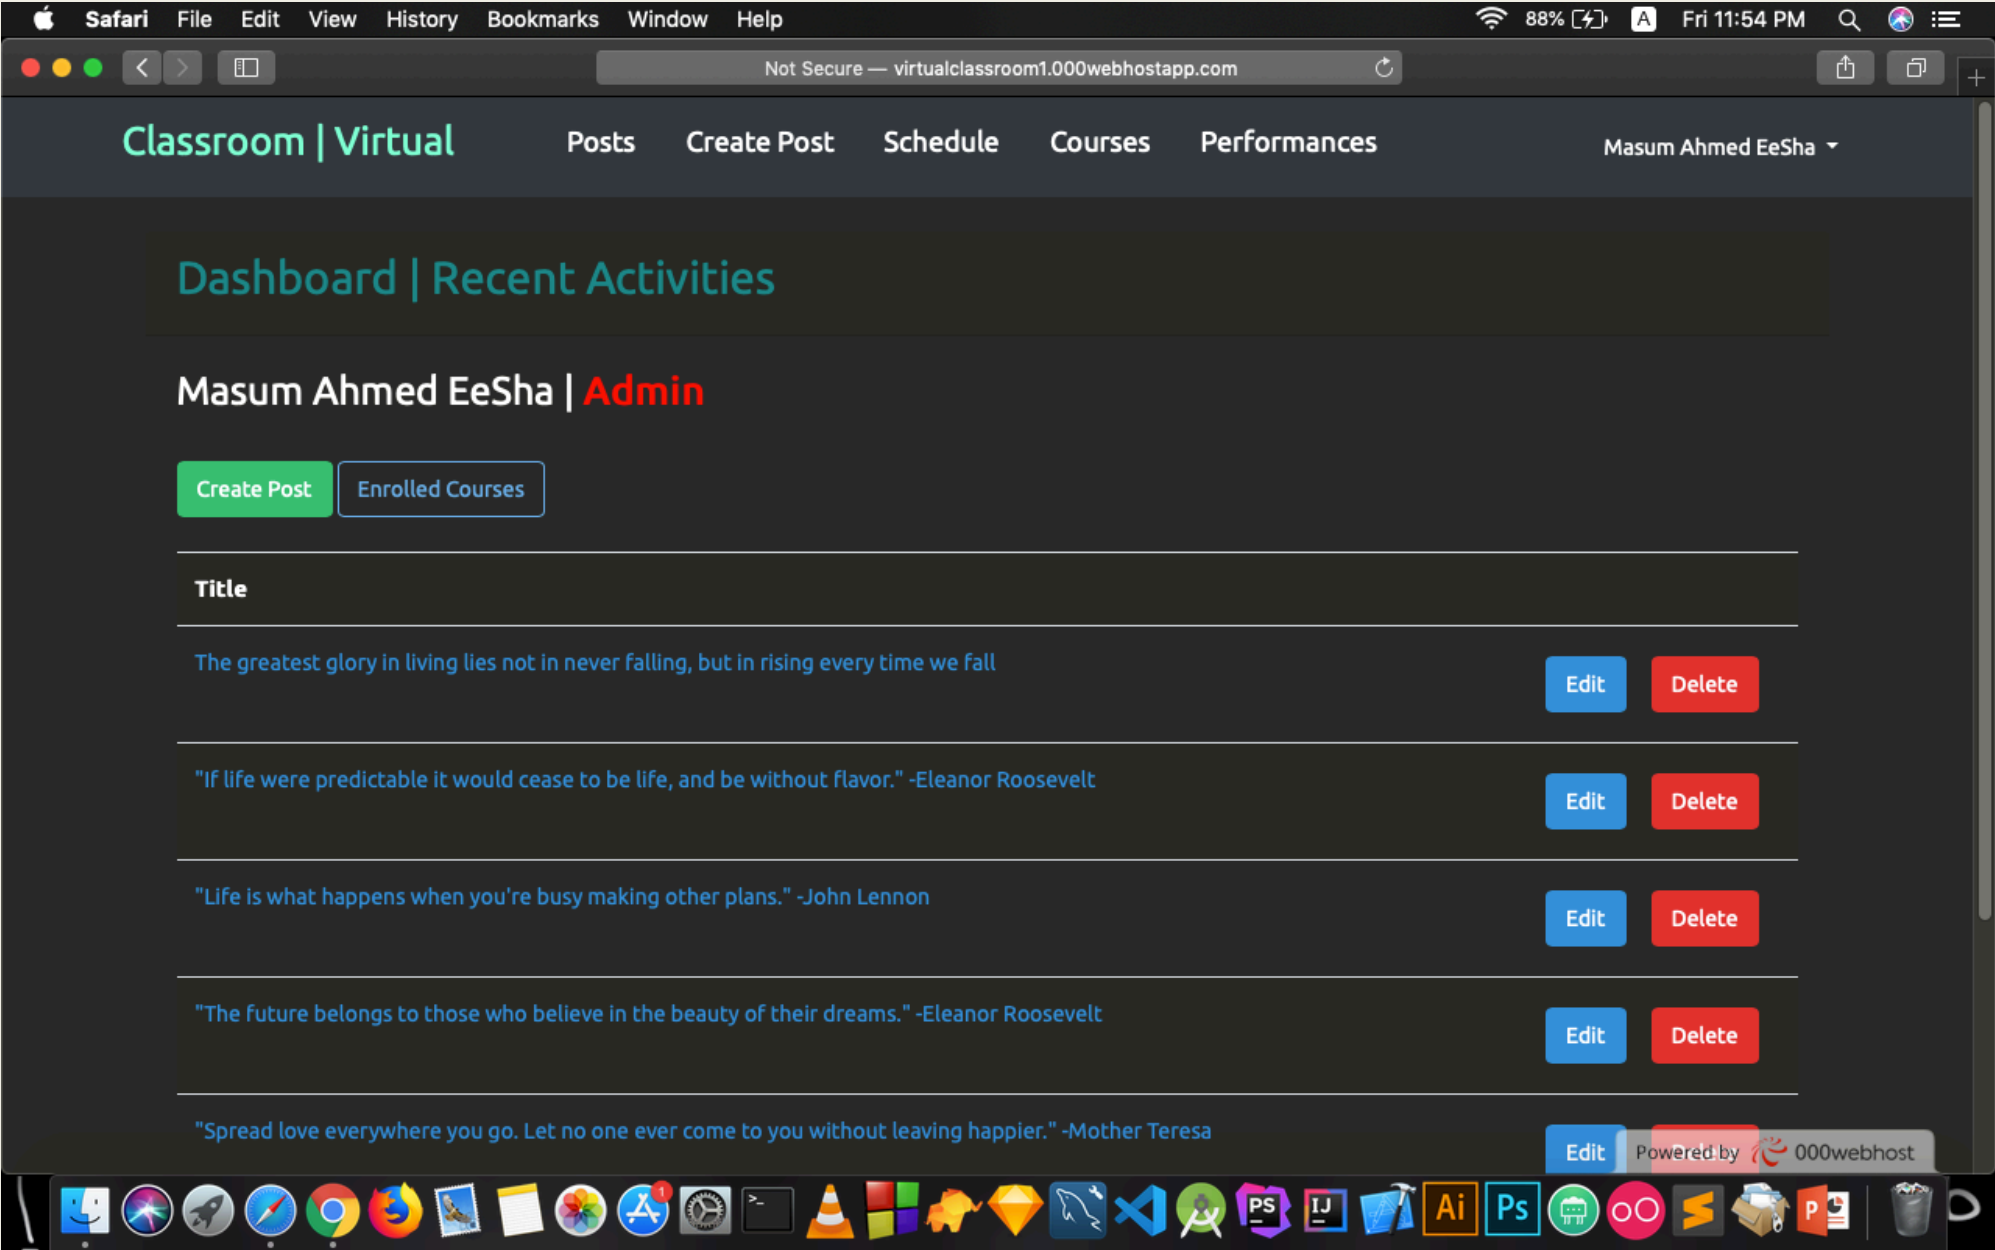 Safari File Edit View History Bookmarks Window Help 88% A Fri 11:54 PM
Not Secure — virtualclassroom1.000webhostapp.com
Classroom | Virtual Posts Create Post Schedule Courses Performances Masum Ahmed EeSha
Dashboard | Recent Activities
Masum Ahmed EeSha | Admin
Create Post Enrolled Courses
Title
The greatest glory in living lies not in never falling, but in rising every time we fall
Edit Delete
"If life were predictable it would cease to be life, and be without flavor." -Eleanor Roosevelt
Edit Delete
"Life is what happens when you're busy making other plans." -John Lennon
Edit Delete
"The future belongs to those who believe in the beauty of their dreams." -Eleanor Roosevelt
Edit Delete
"Spread love everywhere you go. Let no one ever come to you without leaving happier." -Mother Teresa
Edit Delete
Powered by 000webhost
1 >_ PS IJ Ai Ps P